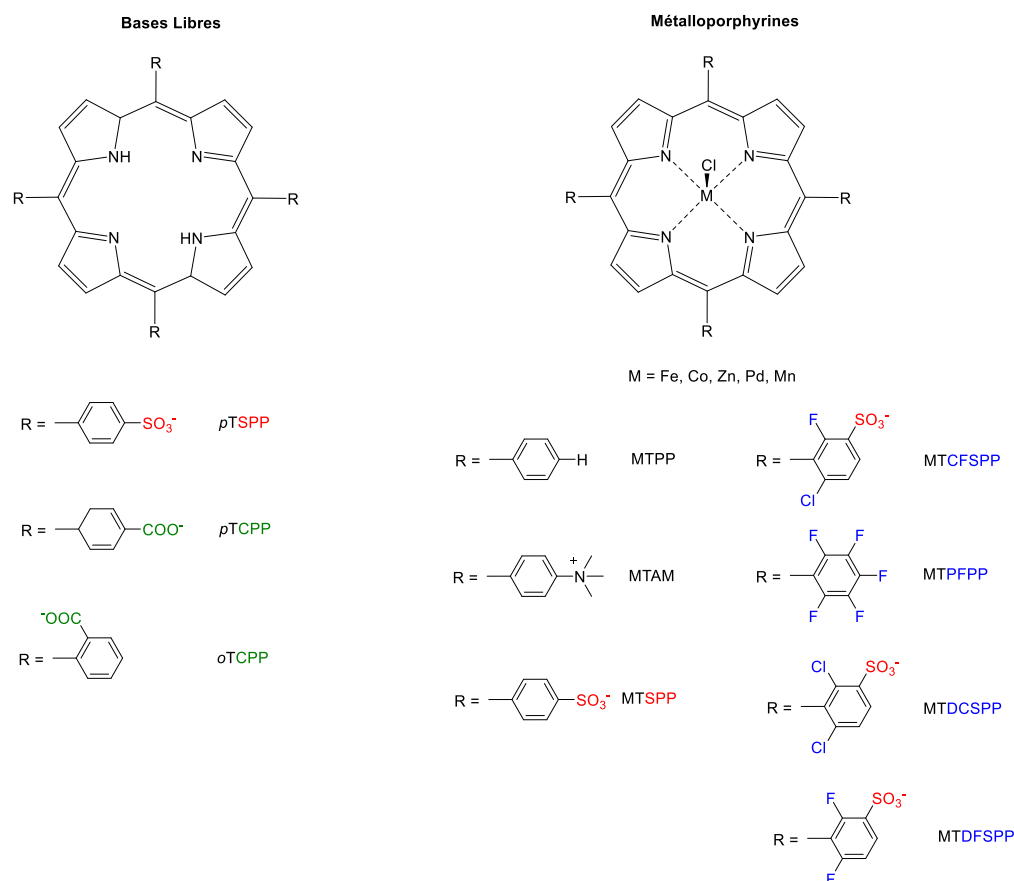 Bases Libres
Métalloporphyrines
R
R
NH
N
R
R
N
HN
R
R
N
N
Cl
M
R
R
N
N
R
M = Fe, Co, Zn, Pd, Mn
R = SO3- pTSPP
R = COO- pTCPP
-OOC
R = oTCPP
R = H MTPP
R = N+ MTAM
R = SO3- MTSPP
F SO3-
R = MTCFSPP
Cl
F F
R = F MTPFPP
F F
Cl SO3-
R = MTDCSPP
Cl
F SO3-
R = MTDFSPP
F